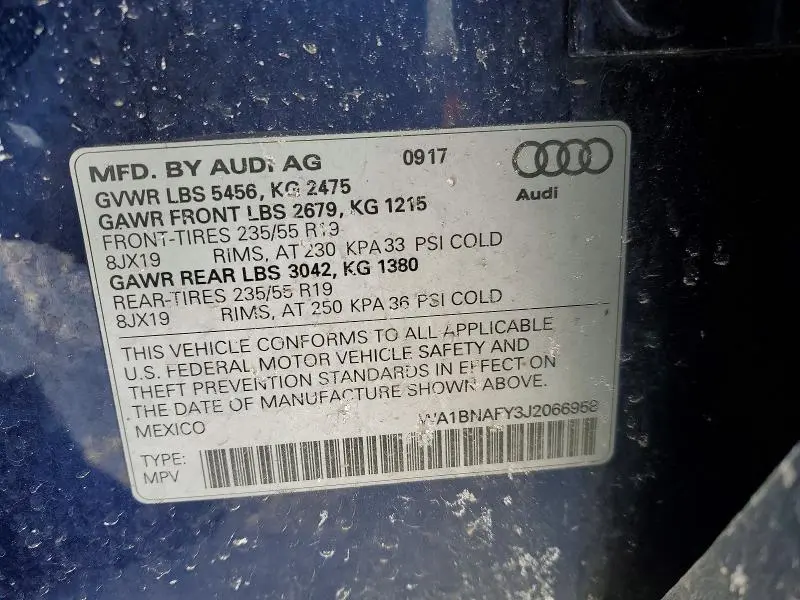 MFD. BY AUDI AG 0917
Audi
GVWR LBS 5456, KG 2475
GAWR FRONT LBS 2679, KG 1215
FRONT-TIRES 235/55 R19
8JX19 RIMS, AT 230 KPA 33 PSI COLD
GAWR REAR LBS 3042, KG 1380
REAR-TIRES 235/55 R19
8JX19 RIMS, AT 250 KPA 36 PSI COLD
THIS VEHICLE CONFORMS TO ALL APPLICABLE
U.S. FEDERAL MOTOR VEHICLE SAFETY AND
THEFT PREVENTION STANDARDS IN EFFECT ON
THE DATE OF MANUFACTURE SHOWN ABOVE.
MEXICO WA1BNAFY3J2066958
TYPE:
MPV